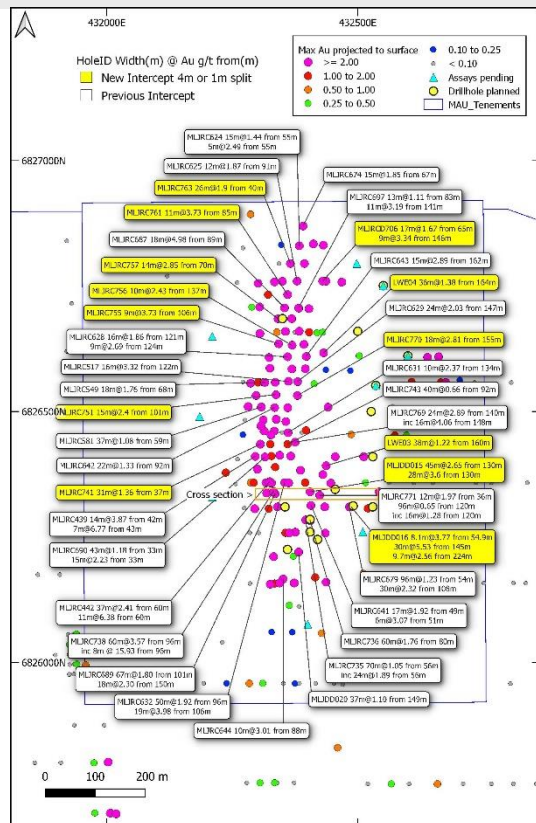 432000E
432500E
HoleID Width(m) @ Au g/t from(m)
New Intercept 4m or 1m split
Previous Intercept
Max Au projected to surface
>= 2.00
1.00 to 2.00
0.50 to 1.00
0.25 to 0.50
0.10 to 0.25
< 0.10
Assays pending
Drillhole planned
MAU_Tenements
6827000N
6826500N
6826000N
MLJRC624 15m@1.44 from 55m
5m@2.49 from 55m
MLJRC625 12m@1.87 from 91m
MLJRC763 26m@1.9 from 40m
MLJRC761 11m@3.73 from 85m
MLJRC687 18m@4.98 from 89m
MLJRC757 14m@2.85 from 70m
MLJRC756 10m@2.43 from 137m
MLJRC755 9m@3.73 from 106m
MLJRC628 16m@1.86 from 121m
9m@2.69 from 124m
MLJRC517 16m@3.32 from 122m
MLJRC549 18m@1.76 from 68m
MLJRC751 15m@2.4 from 101m
MLJRC581 37m@1.08 from 59m
MLJRC642 22m@1.33 from 92m
MLJRC741 31m@1.36 from 37m
Cross section >
MLJRC439 14m@3.87 from 42m
7m@6.77 from 43m
MLJRC690 43m@1.18 from 33m
15m@2.23 from 33m
MLJRC442 37m@2.41 from 60m
11m@6.38 from 60m
MLJRC738 60m@3.57 from 96m
inc 8m @ 15.93 from 96m
MLJRC689 67m@1.80 from 101m
18m@2.30 from 150m
MLJRC632 50m@1.92 from 96m
19m@3.98 from 106m
MLJRC644 10m@3.01 from 88m
MLJRC674 15m@1.85 from 67m
MLJRC697 13m@1.11 from 83m
11m@3.19 from 141m
MLJRCD706 17m@1.67 from 65m
9m@3.34 from 146m
MLJRC643 15m@2.89 from 162m
LWE04 36m@1.38 from 164m
MLJRC629 24m@2.03 from 147m
MLJRC770 18m@2.81 from 155m
MLJRC631 10m@2.37 from 134m
MLJRC743 40m@0.66 from 92m
MLJRC769 24m@2.89 from 140m
inc 16m@4.06 from 148m
LWE03 38m@1.22 from 160m
MLJDD015 45m@2.65 from 130m
28m@3.6 from 130m
MLJRC771 12m@1.97 from 36m
96m@0.65 from 120m
inc 16m@1.28 from 120m
MLJDD016 8.1m@3.77 from 54.9m
30m@5.53 from 145m
9.7m@2.56 from 224m
MLJRC679 96m@1.23 from 54m
30m@2.32 from 108m
MLJRC641 17m@1.92 from 49m
6m@3.07 from 51m
MLJRC736 60m@1.76 from 80m
MLJRC735 70m@1.05 from 56m
inc 24m@1.89 from 56m
MLJDD020 37m@1.10 from 149m
0 100 200 m